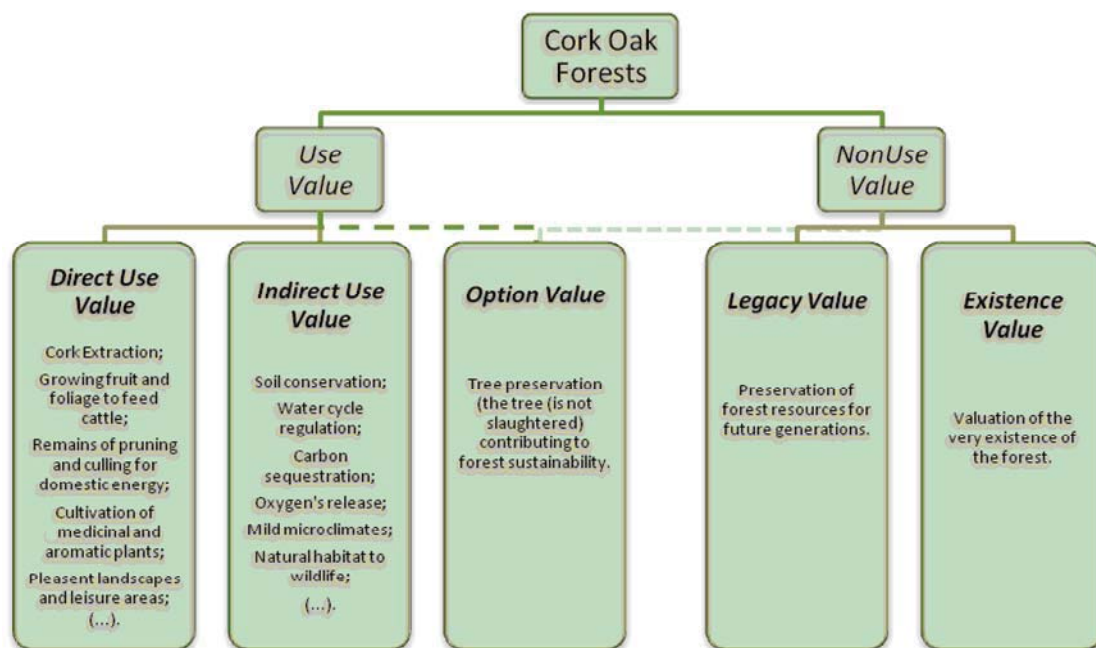 Cork Oak
Forests
Use
Value
NonUse
Value
Direct Use
Value
Cork Extraction;
Growing fruit and
foliage to feed
cattle;
Remains of pruning
and culling for
domestic energy;
Cultivation of
medicinal and
aromatic plants;
Pleasent landscapes
and leisure areas;
(...).
Indirect Use
Value
Soil conservation;
Water cycle
regulation;
Carbon
sequestration;
Oxygen's release;
Mild microclimates;
Natural habitat to
wildlife;
(...).
Option Value
Tree preservation
(the tree (is not
slaughtered)
contributing to
forest sustainability.
Legacy Value
Preservation of
forest resources for
future generations.
Existence
Value
Valuation of the
very existence of
the forest.